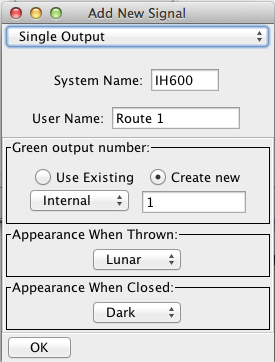 Add New Signal
Single Output
System Name: IH600
User Name: Route 1
Green output number:
Use Existing Create new
Internal 1
Appearance When Thrown:
Lunar
Appearance When Closed:
Dark
OK